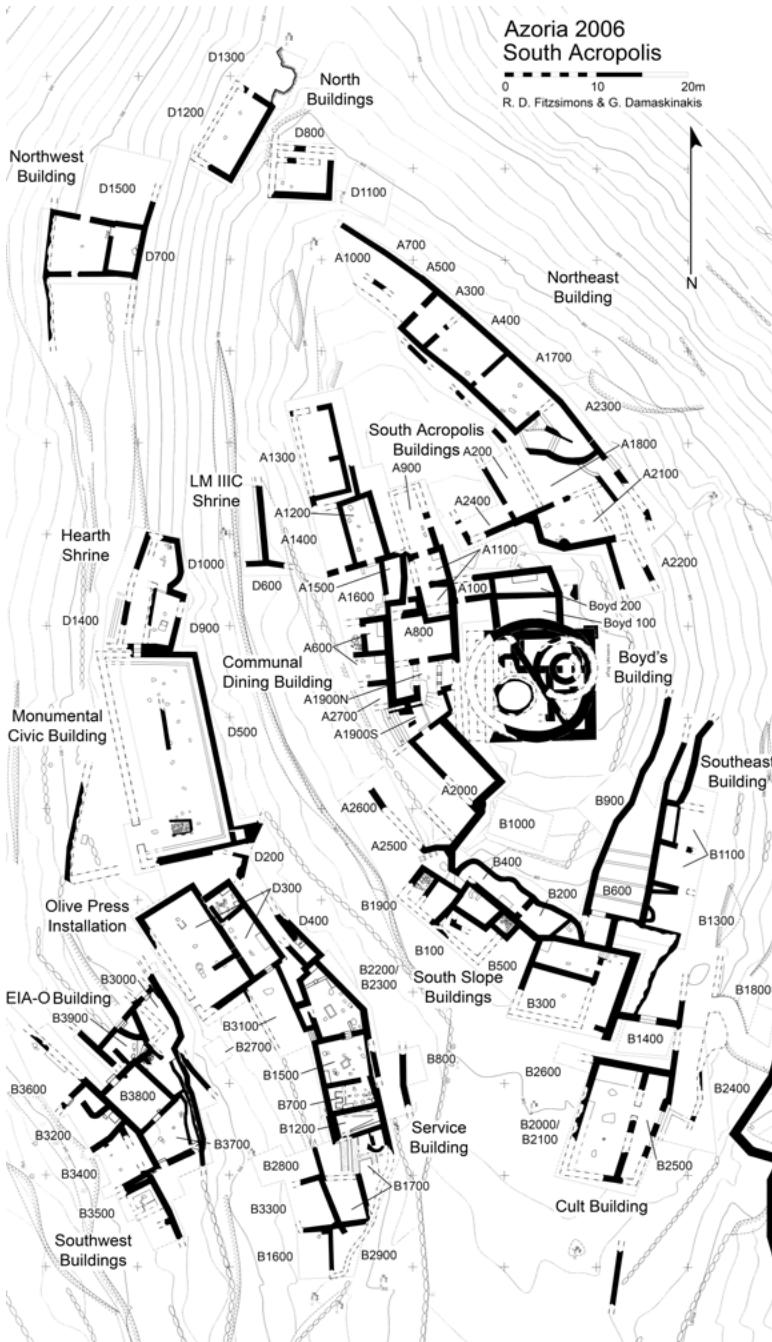 Azoria 2006
South Acropolis
0 10 20m
R. D. Fitzsimons & G. Damaskinakis
N
D1300
D1200
North
Buildings
D800
D1100
Northwest
Building
D1500
D700
A700
A1000
A500
A300
A400
Northeast
Building
A1700
A2300
South Acropolis
Buildings
A200
A1800
A900
A2100
A1300
A2400
LM IIIC
Shrine
A1200
A1400
A1100
A2200
Hearth
Shrine
D1000
D600
A1500
A1600
A100
Boyd 200
Boyd 100
D1400
D900
A800
A600
Communal
Dining Building
Boyd's
Building
A1900N
A2700
A1900S
Monumental
Civic Building
D500
Southeast
Building
A2000
B900
A2600
B1000
A2500
B1100
D200
B400
B200
B600
Olive Press
Installation
D300
B1900
D400
B1300
B100
B500
South Slope
Buildings
B2200/
B2300
B300
B1800
B3000
EIA-O Building
B3900
B3100
B2700
B1400
B1500
B800
B2600
B3600
B3800
B700
B2400
B1200
Service
Building
B2000/
B2100
B3200
B3700
B2500
B2800
B3400
B1700
B3500
B3300
Cult Building
Southwest
Buildings
B1600
B2900